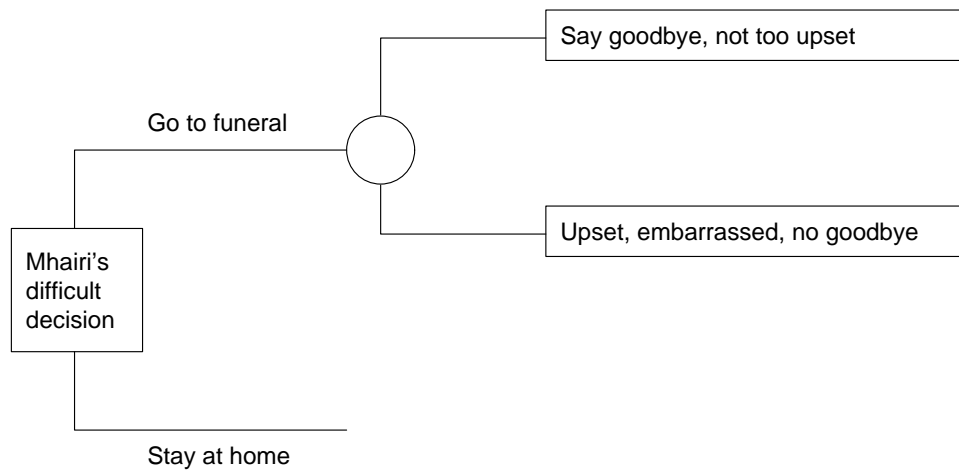 Say goodbye, not too upset
Go to funeral
Upset, embarrassed, no goodbye
Mhairi’s
difficult
decision
Stay at home